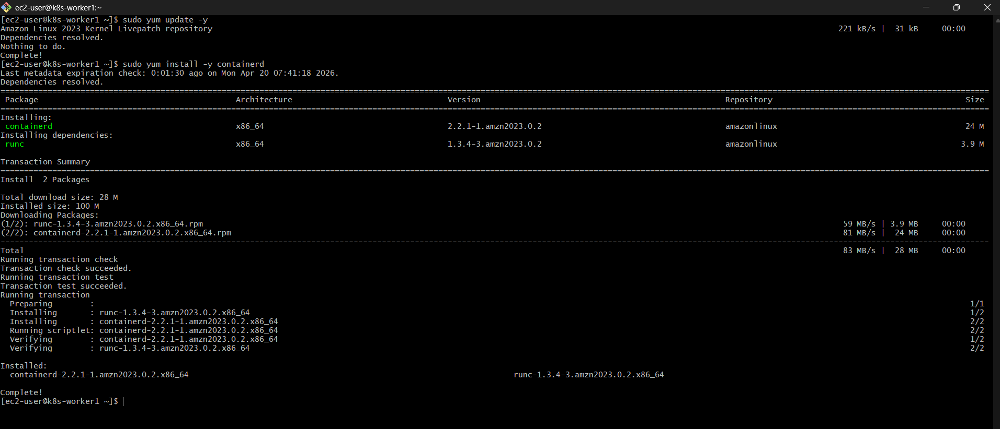 ec2-user@k8s-worker1:~
[ec2-user@k8s-worker1 ~]$ sudo yum update -y
Amazon Linux 2023 Kernel Livepatch repository 221 kB/s | 31 kB 00:00
Dependencies resolved.
Nothing to do.
Complete!
[ec2-user@k8s-worker1 ~]$ sudo yum install -y containerd
Last metadata expiration check: 0:01:30 ago on Mon Apr 20 07:41:18 2026.
Dependencies resolved.
Package Architecture Version Repository Size
Installing:
containerd x86_64 2.2.1-1.amzn2023.0.2 amazonlinux 24 M
Installing dependencies:
runc x86_64 1.3.4-3.amzn2023.0.2 amazonlinux 3.9 M
Transaction Summary
Install 2 Packages
Total download size: 28 M
Installed size: 100 M
Downloading Packages:
(1/2): runc-1.3.4-3.amzn2023.0.2.x86_64.rpm 59 MB/s | 3.9 MB 00:00
(2/2): containerd-2.2.1-1.amzn2023.0.2.x86_64.rpm 81 MB/s | 24 MB 00:00
Total 83 MB/s | 28 MB 00:00
Running transaction check
Transaction check succeeded.
Running transaction test
Transaction test succeeded.
Running transaction
Preparing : 1/1
Installing : runc-1.3.4-3.amzn2023.0.2.x86_64 1/2
Installing : containerd-2.2.1-1.amzn2023.0.2.x86_64 2/2
Running scriptlet: containerd-2.2.1-1.amzn2023.0.2.x86_64 2/2
Verifying : containerd-2.2.1-1.amzn2023.0.2.x86_64 1/2
Verifying : runc-1.3.4-3.amzn2023.0.2.x86_64 2/2
Installed:
containerd-2.2.1-1.amzn2023.0.2.x86_64 runc-1.3.4-3.amzn2023.0.2.x86_64
Complete!
[ec2-user@k8s-worker1 ~]$